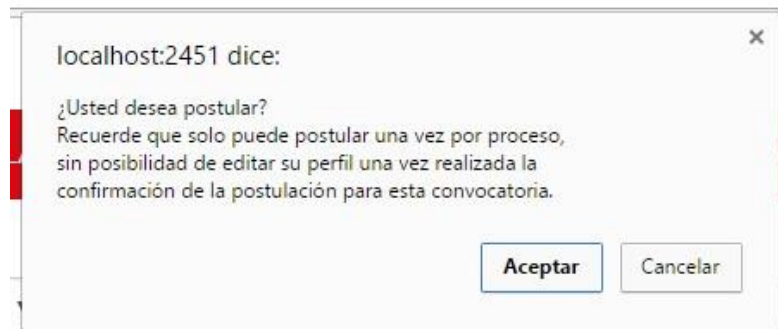 localhost:2451 dice:
¿Usted desea postular?
Recuerde que solo puede postular una vez por proceso,
sin posibilidad de editar su perfil una vez realizada la
confirmación de la postulación para esta convocatoria.
Aceptar
Cancelar